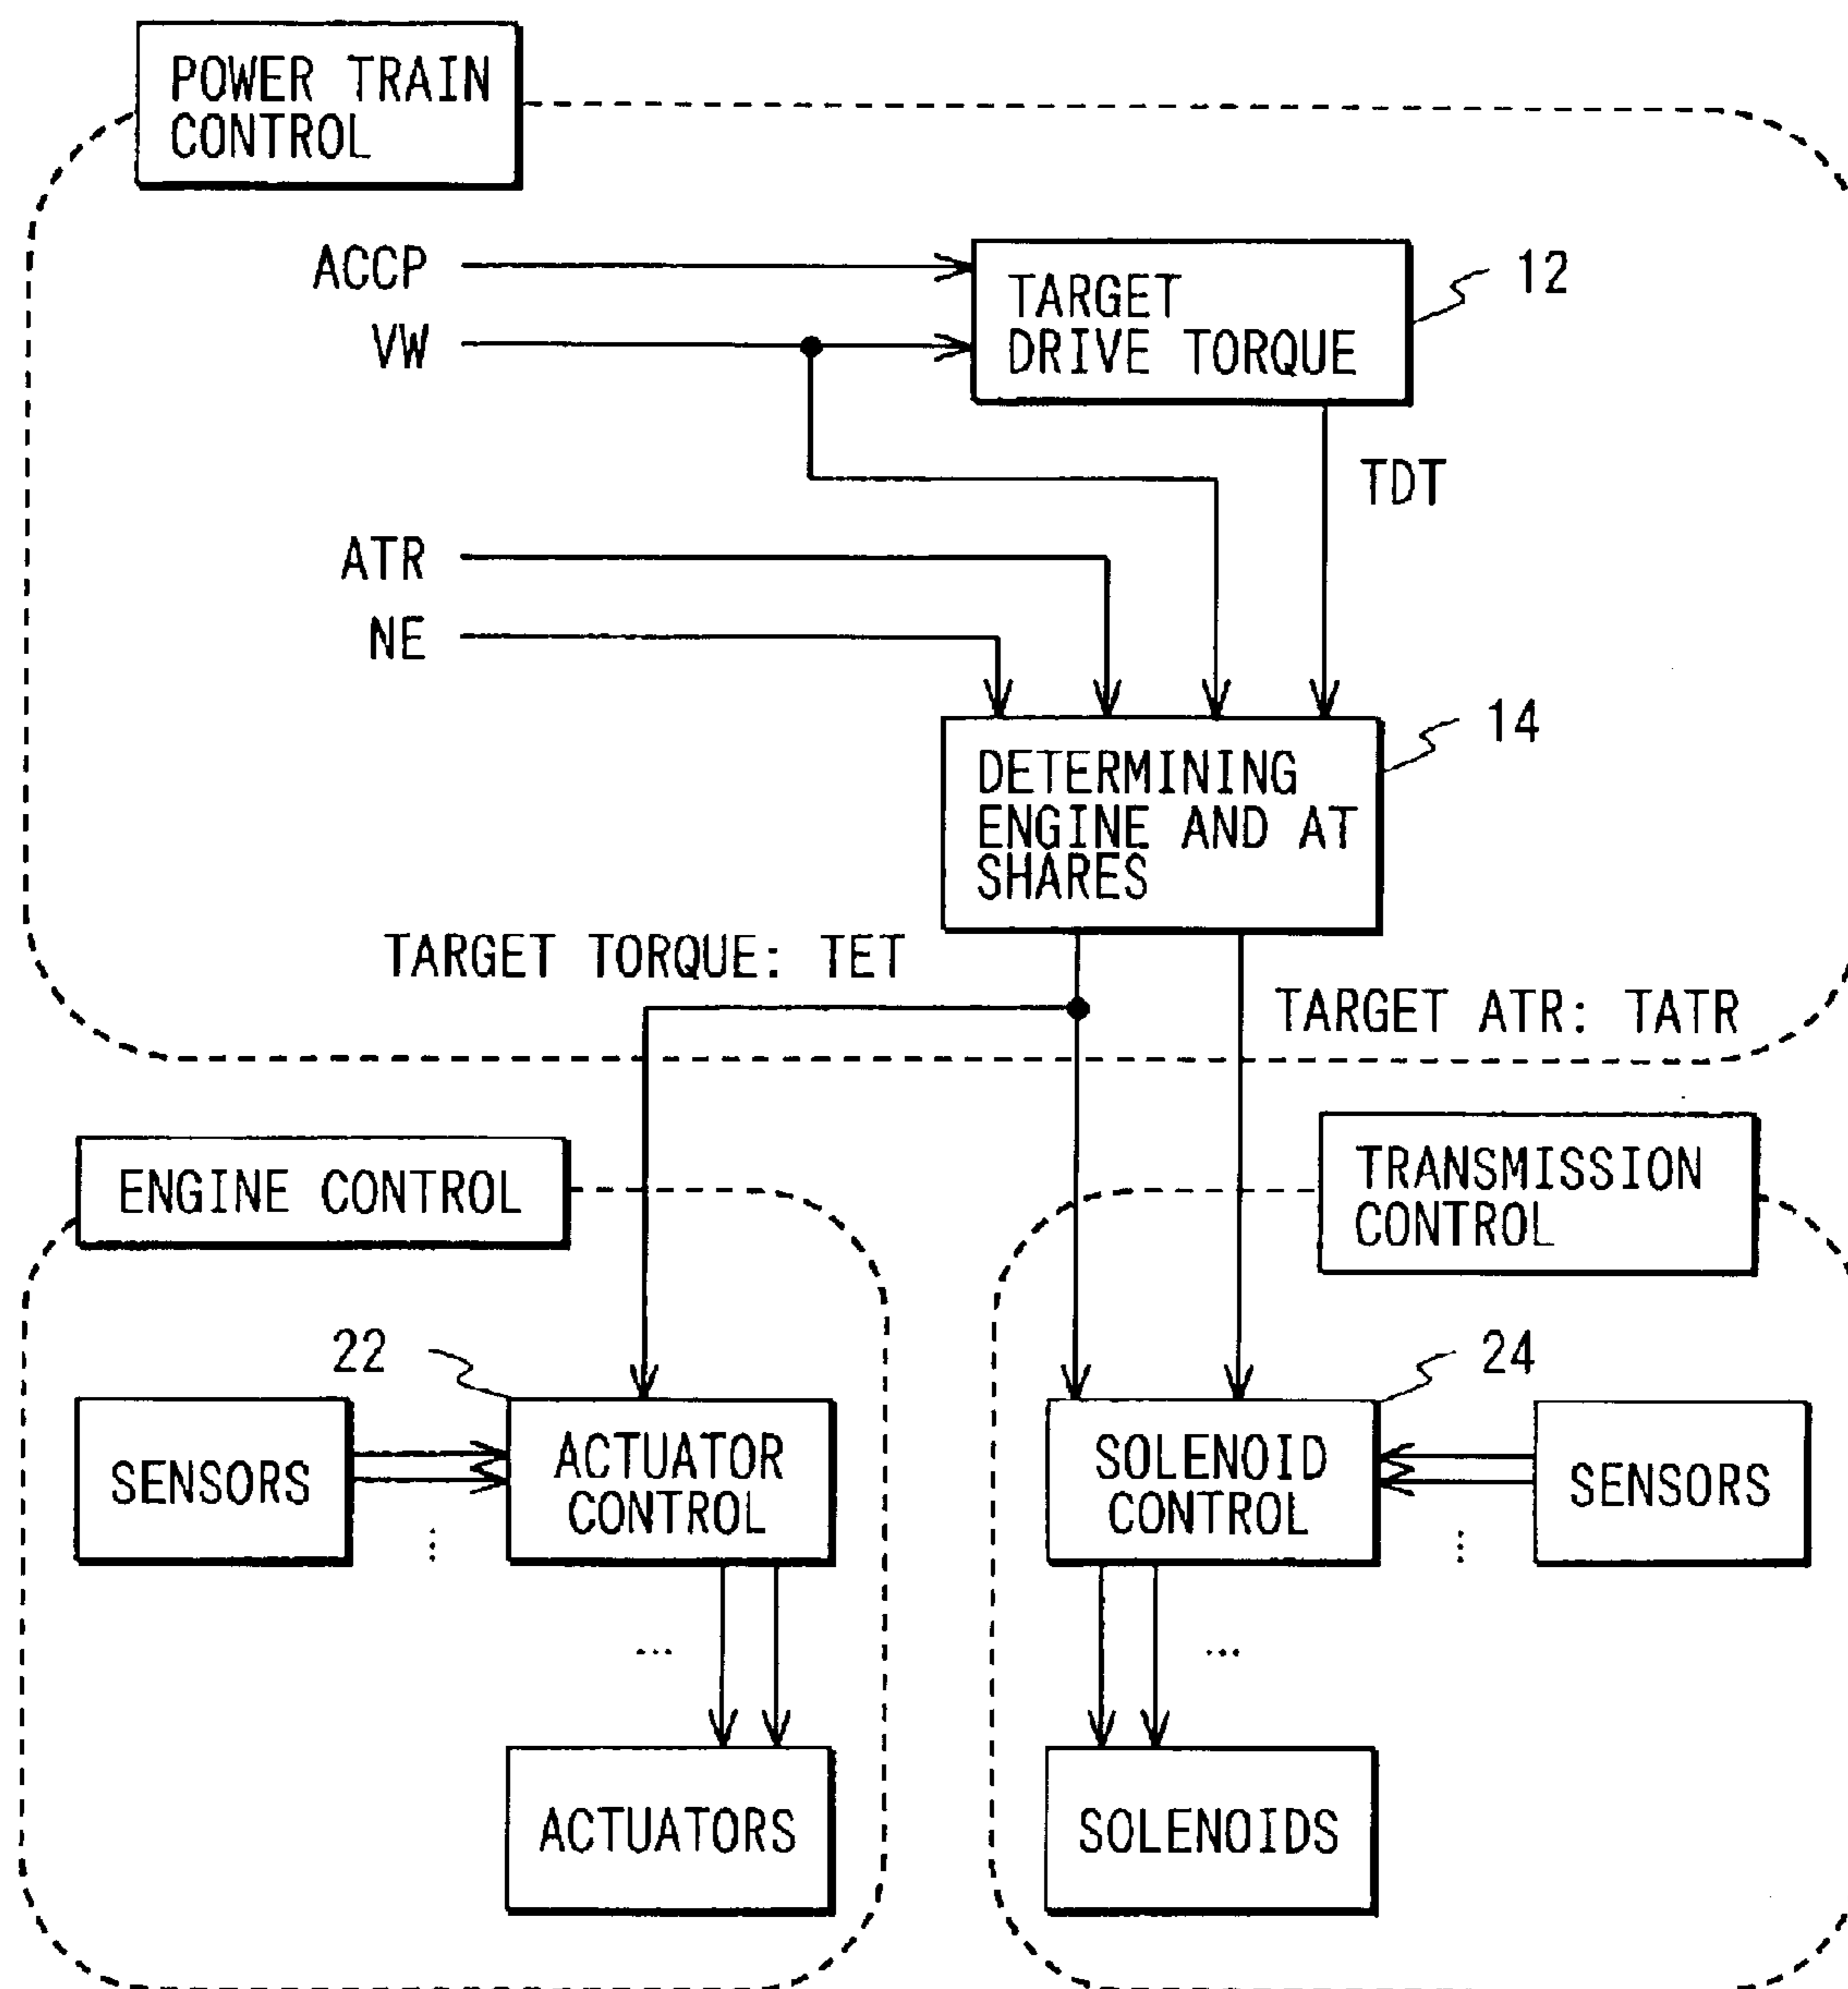 POWER TRAIN
CONTROL
ACCP
VW
TARGET
DRIVE TORQUE
12
TDT
ATR
NE
DETERMINING
ENGINE AND AT
SHARES
14
TARGET TORQUE: TET
TARGET ATR: TATR
ENGINE CONTROL
TRANSMISSION
CONTROL
22
24
SENSORS
ACTUATOR
CONTROL
SOLENOID
CONTROL
SENSORS
ACTUATORS
SOLENOIDS